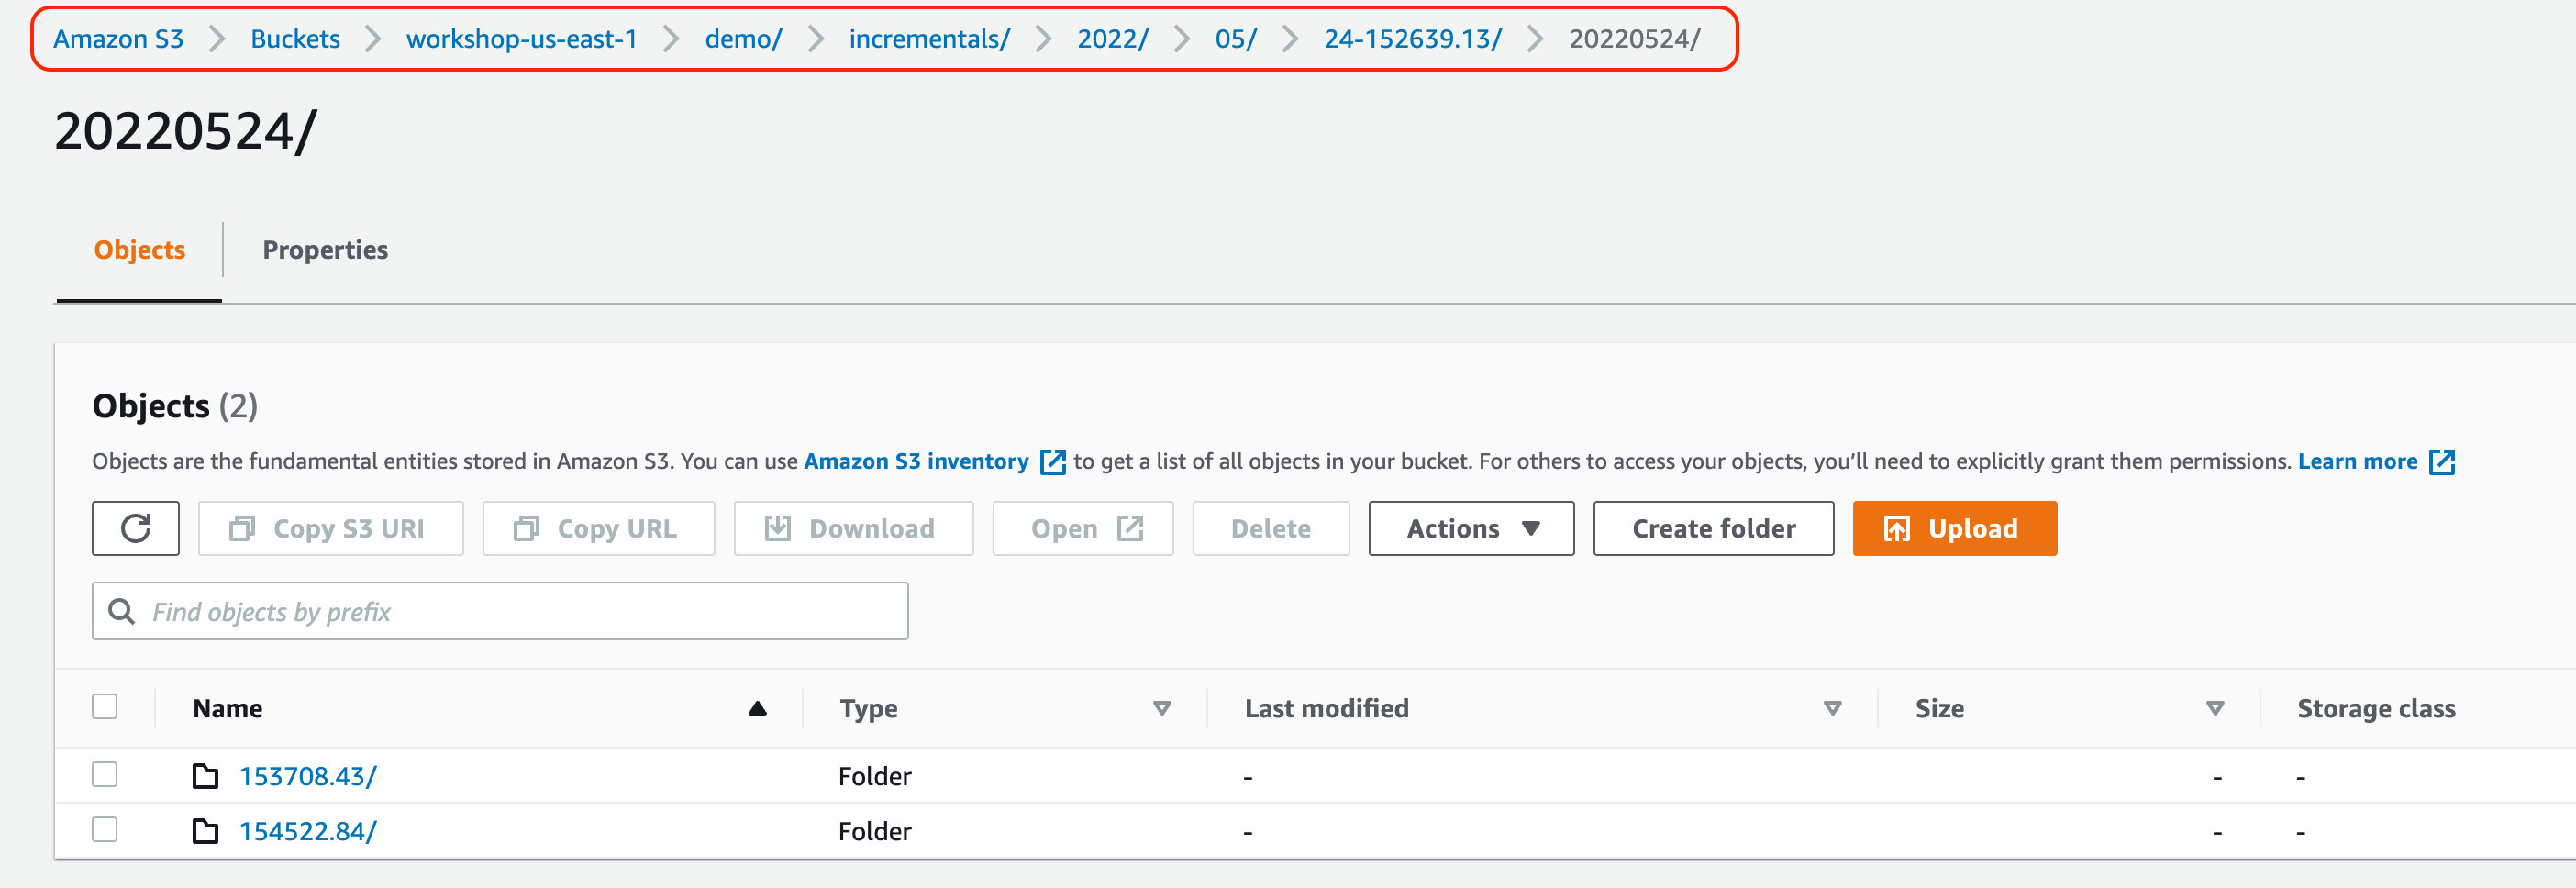 Amazon S3 > Buckets > workshop-us-east-1 > demo/ > incrementals/ > 2022/ > 05/ > 24-152639.13/ > 20220524/
20220524/
Objects Properties
Objects (2)
Objects are the fundamental entities stored in Amazon S3. You can use Amazon S3 inventory to get a list of all objects in your bucket. For others to access your objects, you’ll need to explicitly grant them permissions. Learn more
Copy S3 URI Copy URL Download Open Delete Actions Create folder Upload
Find objects by prefix
Name Type Last modified Size Storage class
153708.43/ Folder - - -
154522.84/ Folder - - -